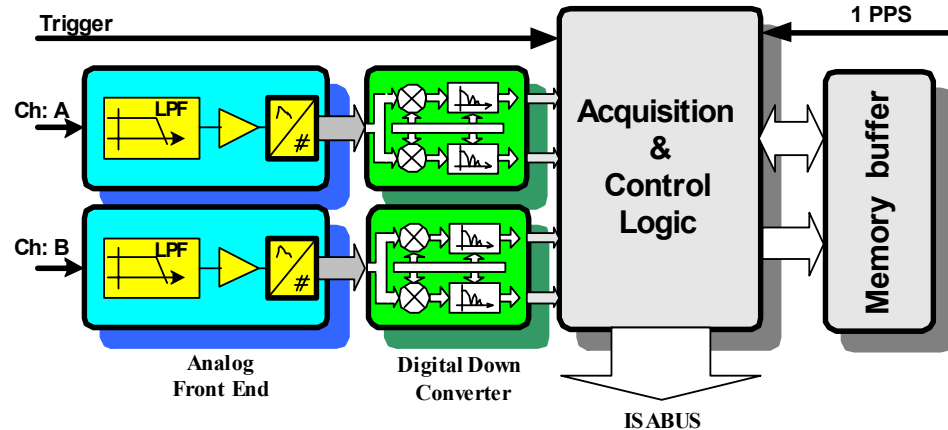 Trigger
1 PPS
Ch: A
LPF
#
Acquisition
&
Control
Logic
Memory buffer
Ch: B
LPF
#
Analog
Front End
Digital Down
Converter
ISABUS